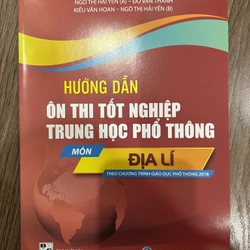 NGÔ THỊ HẢI YẾN (A) - ĐỖ VĂN THANH
KIỀU VĂN HOAN - NGÔ THỊ HẢI YẾN (B)
HƯỚNG DẪN
ÔN THI TỐT NGHIỆP
TRUNG HỌC PHỔ THÔNG
MÔN
ĐỊA LÍ
THEO CHƯƠNG TRÌNH GIÁO DỤC PHỔ THÔNG 2018